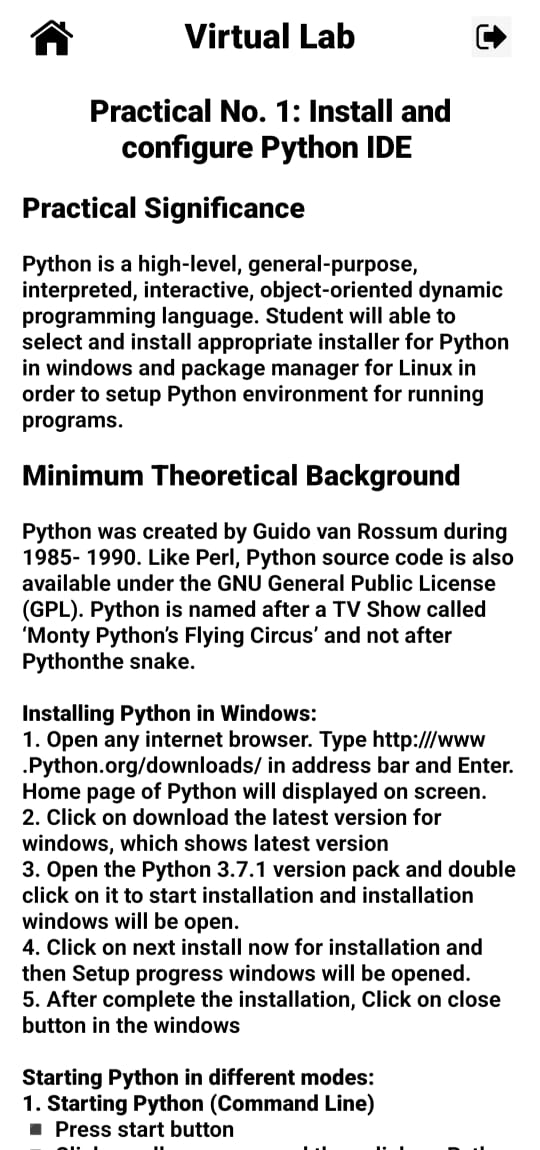 Virtual Lab
Practical No. 1: Install and
configure Python IDE
Practical Significance
Python is a high-level, general-purpose,
interpreted, interactive, object-oriented dynamic
programming language. Student will able to
select and install appropriate installer for Python
in windows and package manager for Linux in
order to setup Python environment for running
programs.
Minimum Theoretical Background
Python was created by Guido van Rossum during
1985- 1990. Like Perl, Python source code is also
available under the GNU General Public License
(GPL). Python is named after a TV Show called
‘Monty Python’s Flying Circus’ and not after
Pythonthe snake.
Installing Python in Windows:
1. Open any internet browser. Type http:///www
.Python.org/downloads/ in address bar and Enter.
Home page of Python will displayed on screen.
2. Click on download the latest version for
windows, which shows latest version
3. Open the Python 3.7.1 version pack and double
click on it to start installation and installation
windows will be open.
4. Click on next install now for installation and
then Setup progress windows will be opened.
5. After complete the installation, Click on close
button in the windows
Starting Python in different modes:
1. Starting Python (Command Line)
▪ Press start button